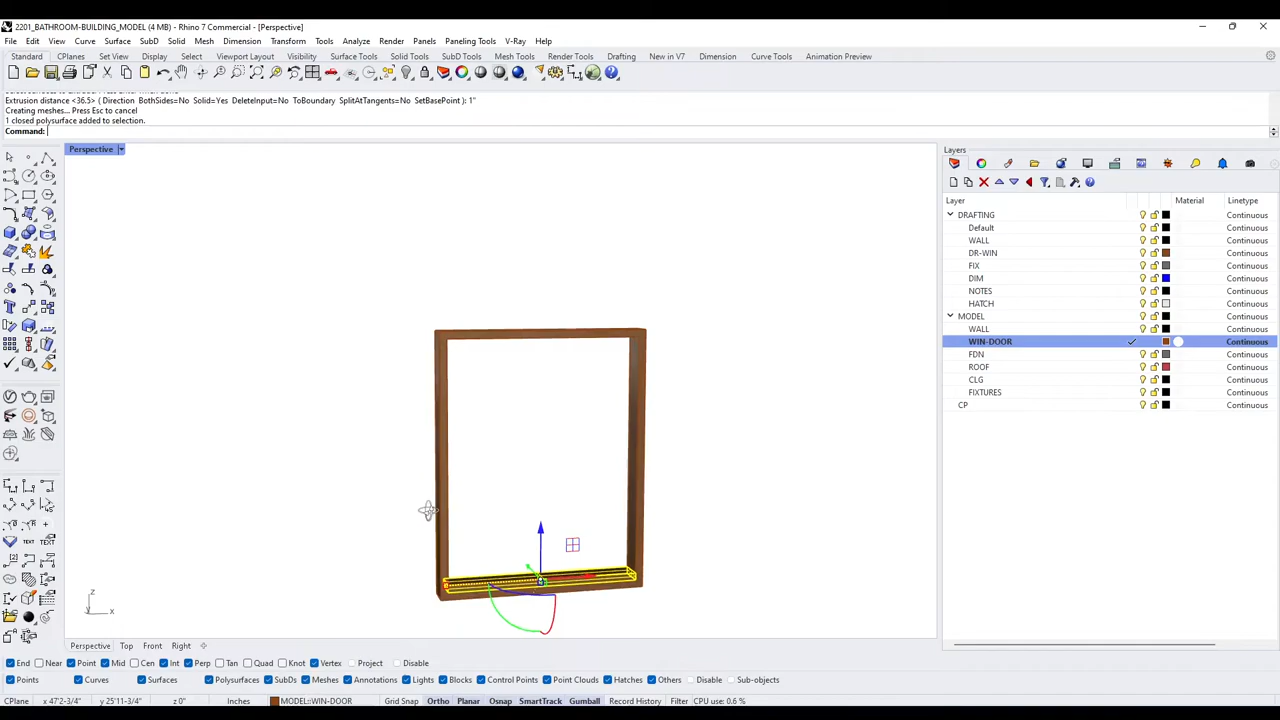 2201_BATHROOM-BUILDING_MODEL (4 MB) - Rhino 7 Commercial - [Perspective]
File Edit View Curve Surface SubD Solid Mesh Dimension Transform Tools Analyze Render Panels Paneling Tools V-Ray Help
Standard CPlanes Set View Display Select Viewport Layout Visibility Transform Curve Tools Surface Tools Solid Tools SubD Tools Mesh Tools Render Tools Drafting New in V7 Dimension Curve Tools Animation Preview
Extrusion distance <36.5> ( Direction BothSides=No Solid=Yes DeleteInput=No ToBoundary SplitAtTangents=No SetBasePoint ): 1"
Creating meshes... Press Esc to cancel
1 closed polysurface added to selection.
Command:
Perspective
Layers
Layer Material Linetype
DRAFTING Continuous
Default Continuous
WALL Continuous
DR-WIN Continuous
FIX Continuous
DIM Continuous
NOTES Continuous
HATCH Continuous
MODEL Continuous
WALL Continuous
WIN-DOOR Continuous
FDN Continuous
ROOF Continuous
CLG Continuous
FIXTURES Continuous
CP Continuous
z
y x
Perspective Top Front Right
End Near Point Mid Cen Int Perp Tan Quad Knot Vertex Project Disable
Points Curves Surfaces Polysurfaces SubDs Meshes Annotations Lights Blocks Control Points Point Clouds Hatches Others Disable Sub-objects
CPlane x 47'2-3/4" y 25'11-3/4" z 0" Inches MODEL::WIN-DOOR Grid Snap Ortho Planar Osnap SmartTrack Gumball Record History Filter CPU use: 0.6 %